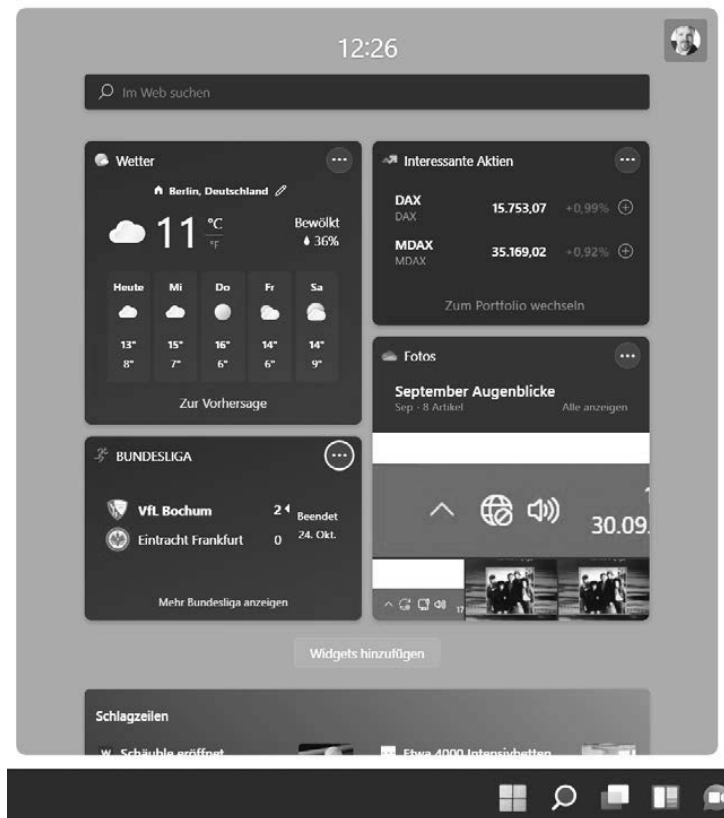 12:26
Im Web suchen
Wetter
Berlin, Deutschland
11 °C
°F
Bewölkt
36%
Heute Mi Do Fr Sa
13° 15° 16° 14° 14°
8° 7° 6° 6° 9°
Zur Vorhersage
Interessante Aktien
DAX 15.753,07 +0,99%
DAX
MDAX 35.169,02 +0,92%
MDAX
Zum Portfolio wechseln
Fotos
September Augenblicke
Sep - 8 Artikel Alle anzeigen
30.09.
17
BUNDESLIGA
VfL Bochum 2
Eintracht Frankfurt 0
Beendet
24. Okt.
Mehr Bundesliga anzeigen
Widgets hinzufügen
Schlagzeilen
W Schäuble eröffnet
Etwa 4000 Intensivbetten